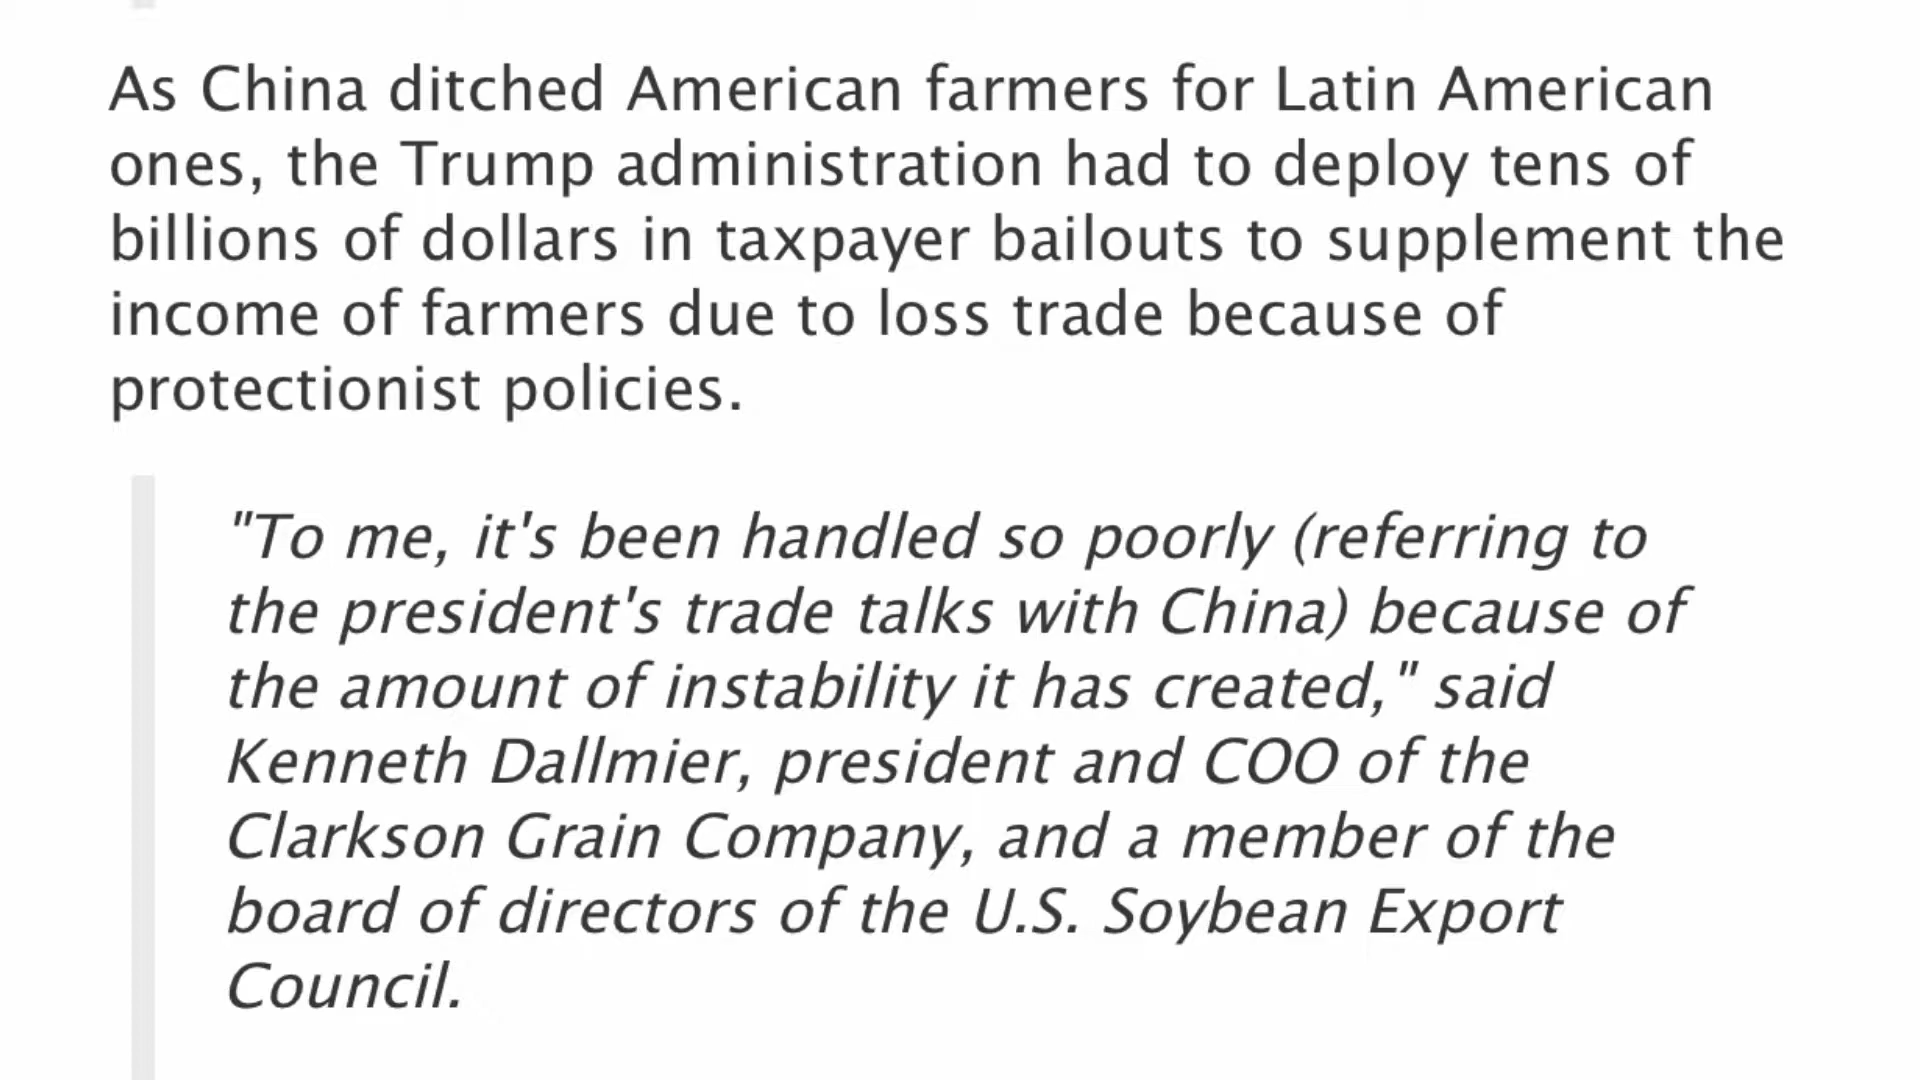 As China ditched American farmers for Latin American
ones, the Trump administration had to deploy tens of
billions of dollars in taxpayer bailouts to supplement the
income of farmers due to loss trade because of
protectionist policies.
"To me, it's been handled so poorly (referring to
the president's trade talks with China) because of
the amount of instability it has created," said
Kenneth Dallmier, president and COO of the
Clarkson Grain Company, and a member of the
board of directors of the U.S. Soybean Export
Council.